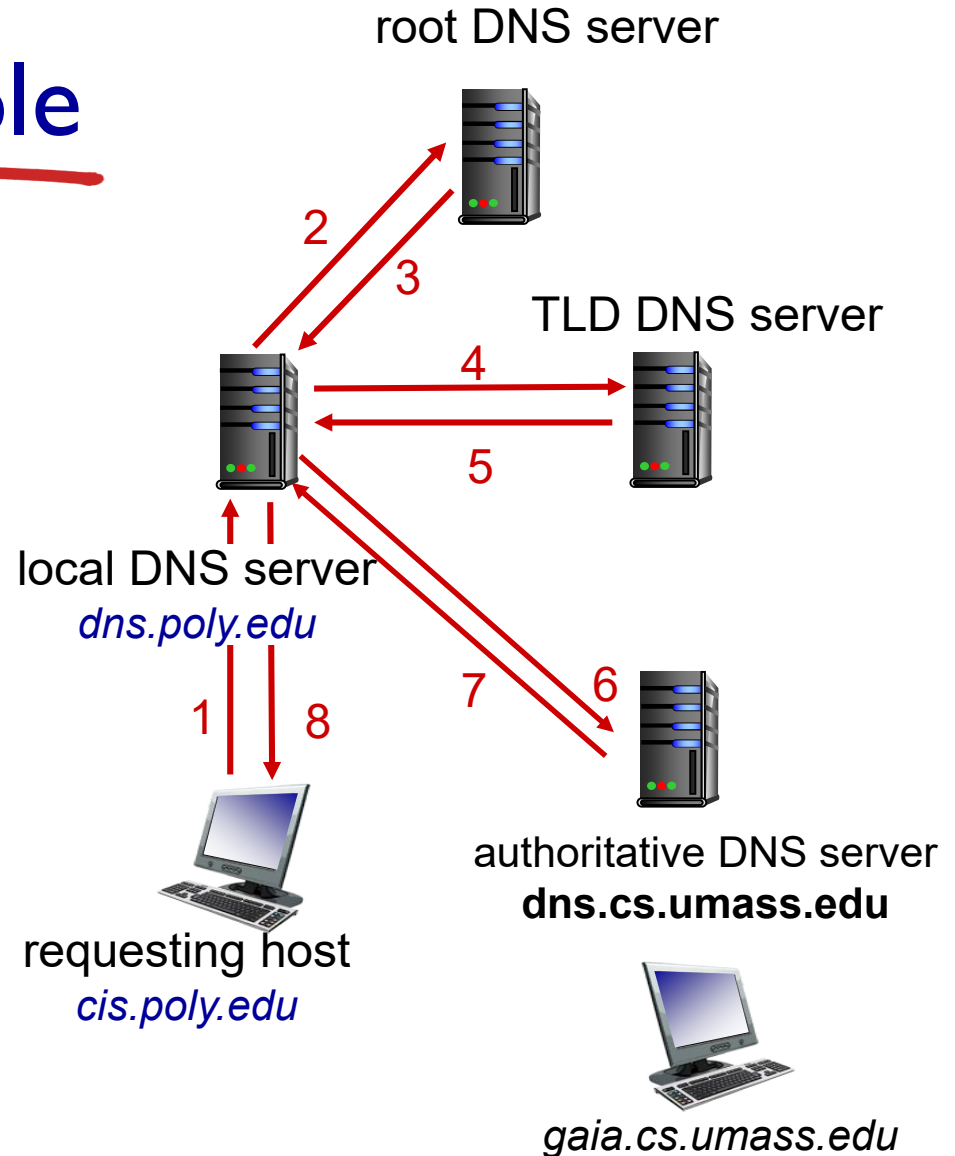 root DNS server
ole
2
3
TLD DNS server
4
5
local DNS server
dns.poly.edu
1
8
7
6
authoritative DNS server
dns.cs.umass.edu
requesting host
cis.poly.edu
gaia.cs.umass.edu